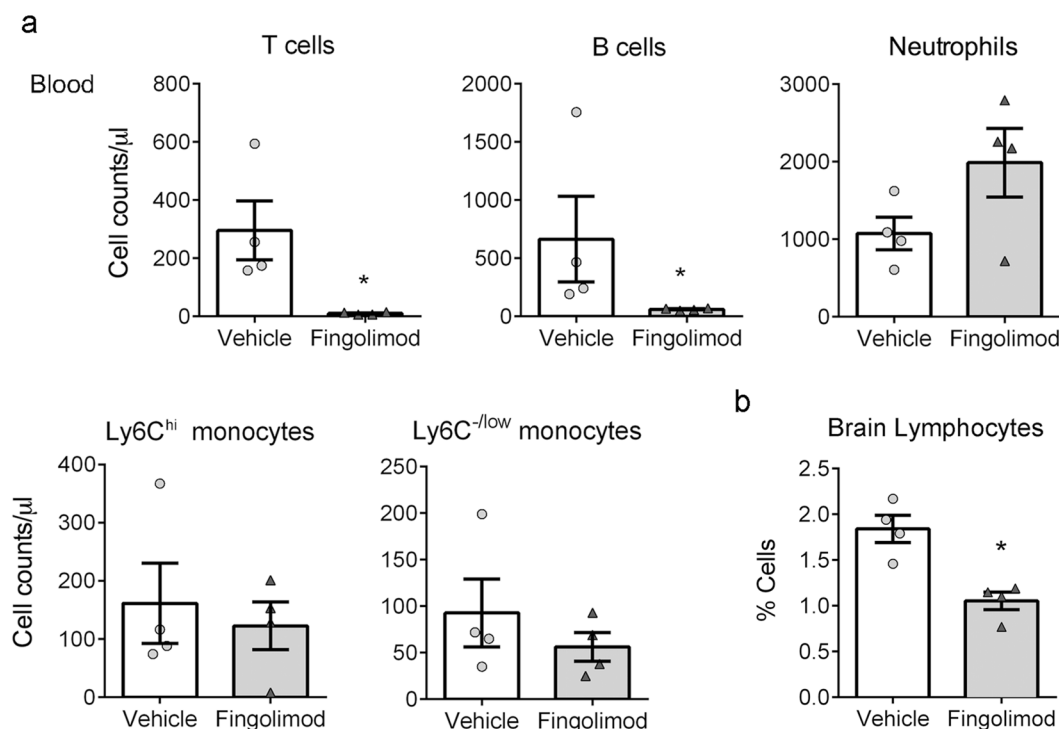 a
T cells
B cells
Neutrophils
Blood
Cell counts/µl
800
600
400
200
0
Vehicle Fingolimod
*
2000
1500
1000
500
0
Vehicle Fingolimod
*
3000
2000
1000
0
Vehicle Fingolimod
Ly6Chi monocytes
Ly6C-/low monocytes
Cell counts/µl
400
300
200
100
0
Vehicle Fingolimod
250
200
150
100
50
0
Vehicle Fingolimod
b
Brain Lymphocytes
% Cells
2.5
2.0
1.5
1.0
0.5
0.0
*
Vehicle Fingolimod